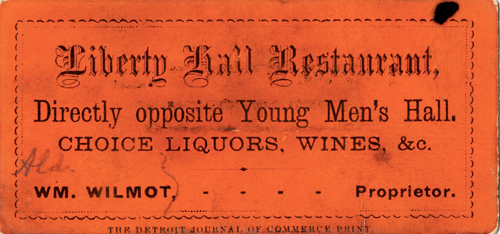 Liberty Hall Restaurant,
Directly opposite Young Men's Hall.
CHOICE LIQUORS, WINES, &c.
Ald.
WM. WILMOT, - - - - Proprietor.
THE DETROIT JOURNAL OF COMMERCE PRINT.